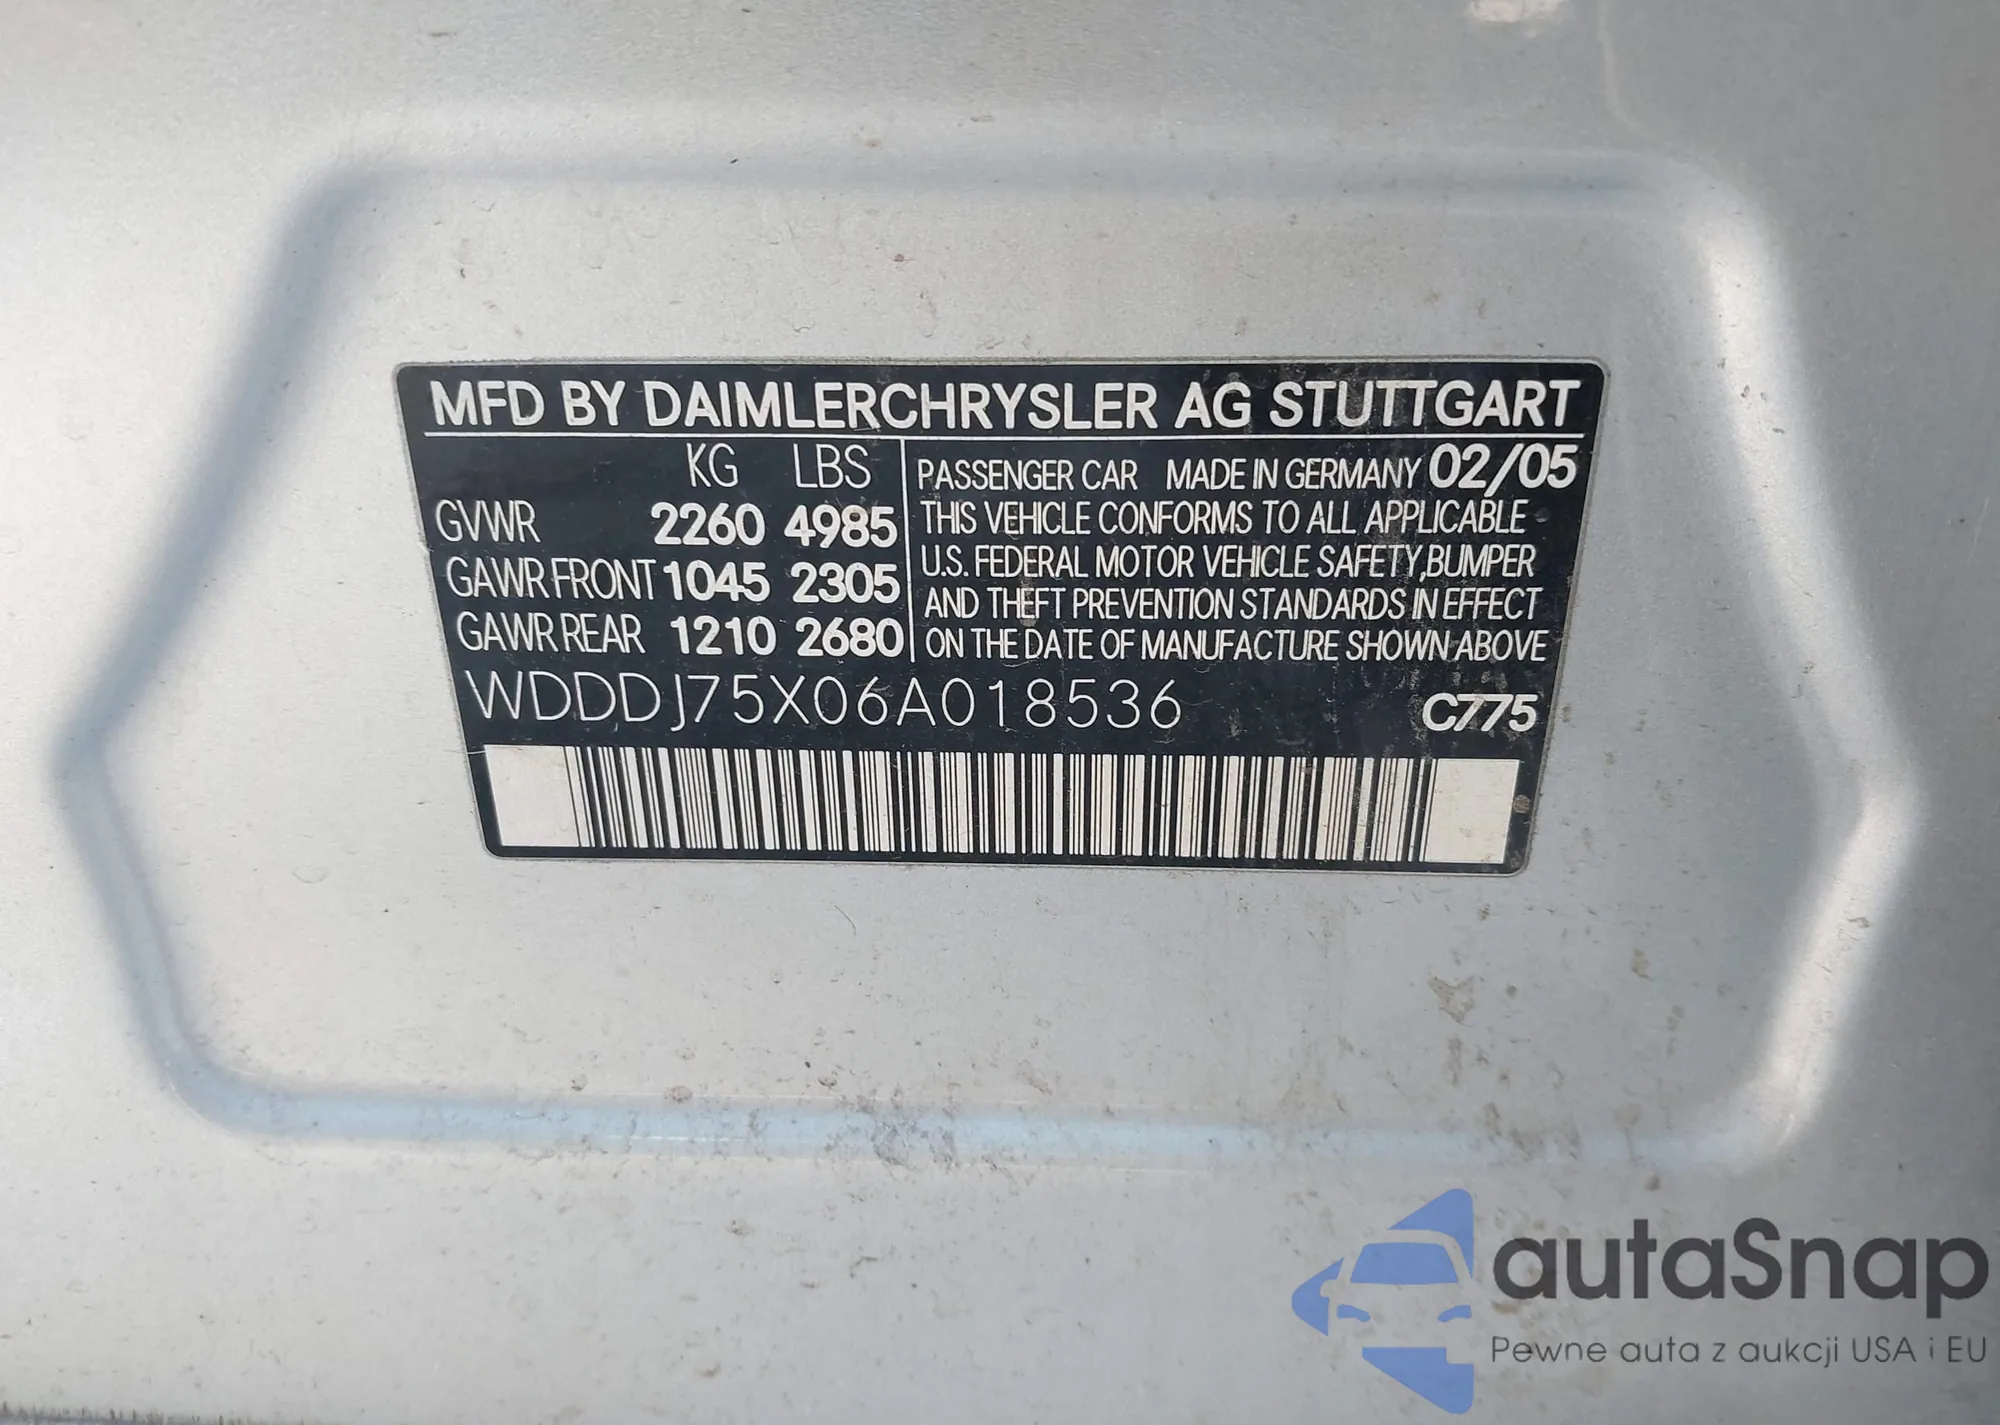 MFD BY DAIMLERCHRYSLER AG STUTTGART
KG LBS
GVWR 2260 4985
GAWR FRONT 1045 2305
GAWR REAR 1210 2680
PASSENGER CAR MADE IN GERMANY 02/05
THIS VEHICLE CONFORMS TO ALL APPLICABLE
U.S. FEDERAL MOTOR VEHICLE SAFETY, BUMPER
AND THEFT PREVENTION STANDARDS IN EFFECT
ON THE DATE OF MANUFACTURE SHOWN ABOVE
WDDDJ75X06A018536 C775
autaSnap
Pewne auta z aukcji USA i EU